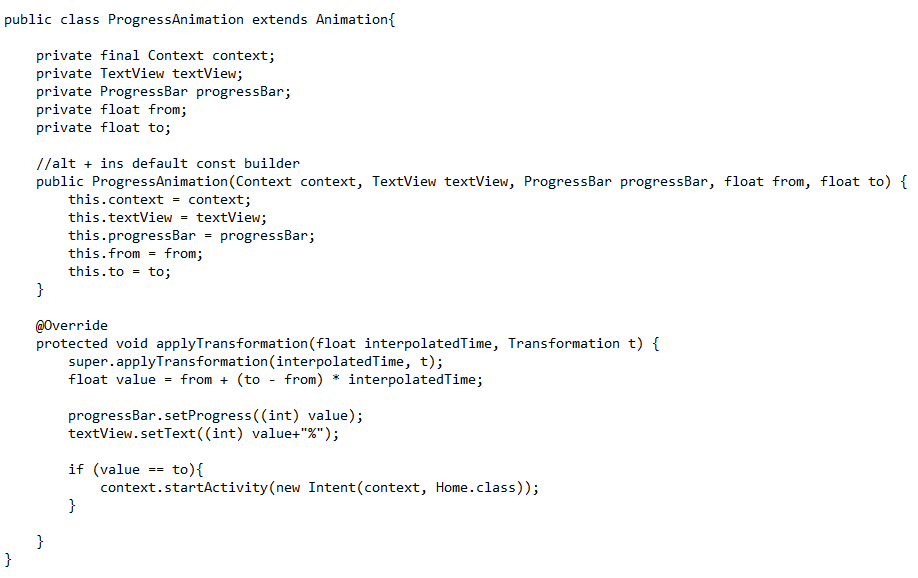 public class ProgressAnimation extends Animation{
    private final Context context;
    private TextView textView;
    private ProgressBar progressBar;
    private float from;
    private float to;
    //alt + ins default const builder
    public ProgressAnimation(Context context, TextView textView, ProgressBar progressBar, float from, float to) {
        this.context = context;
        this.textView = textView;
        this.progressBar = progressBar;
        this.from = from;
        this.to = to;
    }
    @Override
    protected void applyTransformation(float interpolatedTime, Transformation t) {
        super.applyTransformation(interpolatedTime, t);
        float value = from + (to - from) * interpolatedTime;
        progressBar.setProgress((int) value);
        textView.setText((int) value+"%");
        if (value == to){
            context.startActivity(new Intent(context, Home.class));
        }
    }
}